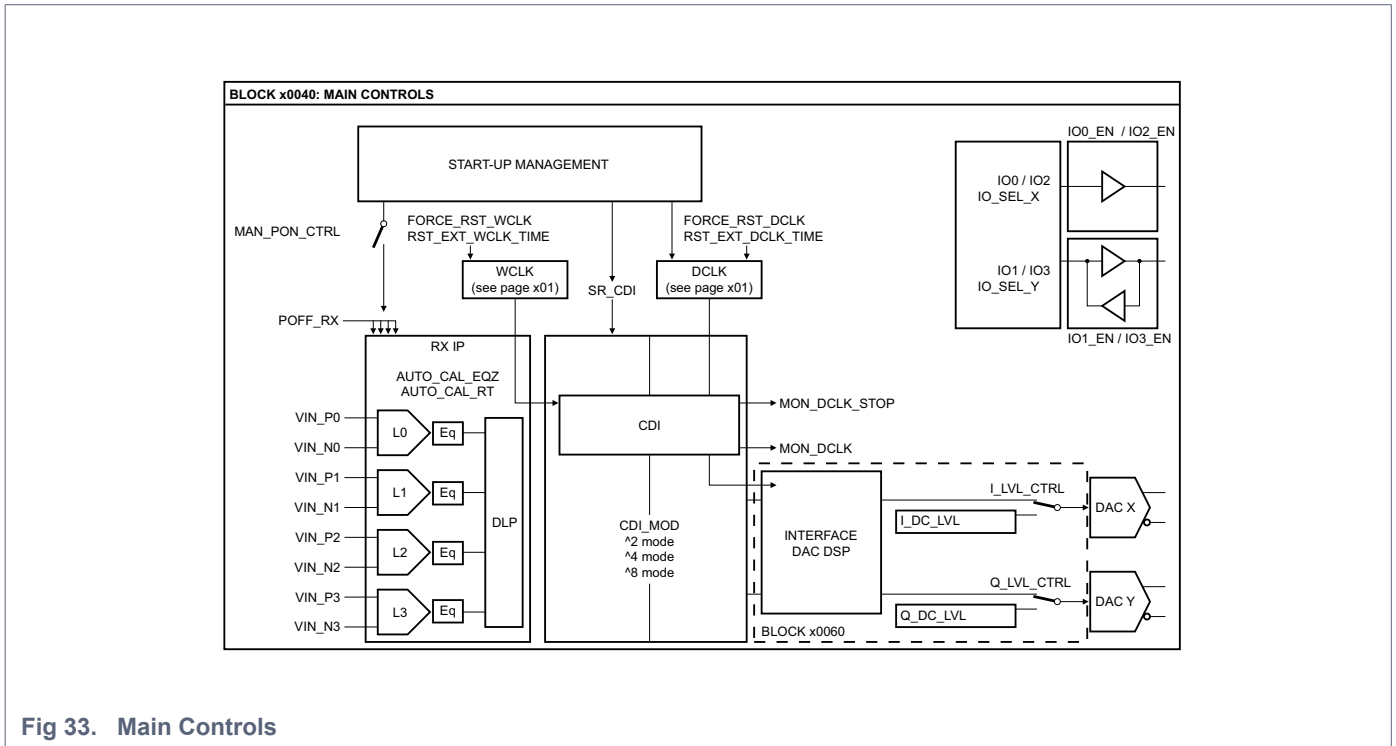 BLOCK x0040: MAIN CONTROLS
START-UP MANAGEMENT
MAN_PON_CTRL
FORCE_RST_WCLK
RST_EXT_WCLK_TIME
WCLK
(see page x01)
SR_CDI
FORCE_RST_DCLK
RST_EXT_DCLK_TIME
DCLK
(see page x01)
IO0_EN / IO2_EN
IO0 / IO2
IO_SEL_X
IO1 / IO3
IO_SEL_Y
IO1_EN / IO3_EN
POFF_RX
RX IP
AUTO_CAL_EQZ
AUTO_CAL_RT
VIN_P0
VIN_N0
L0
Eq
VIN_P1
VIN_N1
L1
Eq
VIN_P2
VIN_N2
L2
Eq
VIN_P3
VIN_N3
L3
Eq
DLP
CDI
MON_DCLK_STOP
MON_DCLK
CDI_MOD
^2 mode
^4 mode
^8 mode
INTERFACE
DAC DSP
BLOCK x0060
I_LVL_CTRL
I_DC_LVL
DAC X
Q_LVL_CTRL
Q_DC_LVL
DAC Y
Fig 33. Main Controls